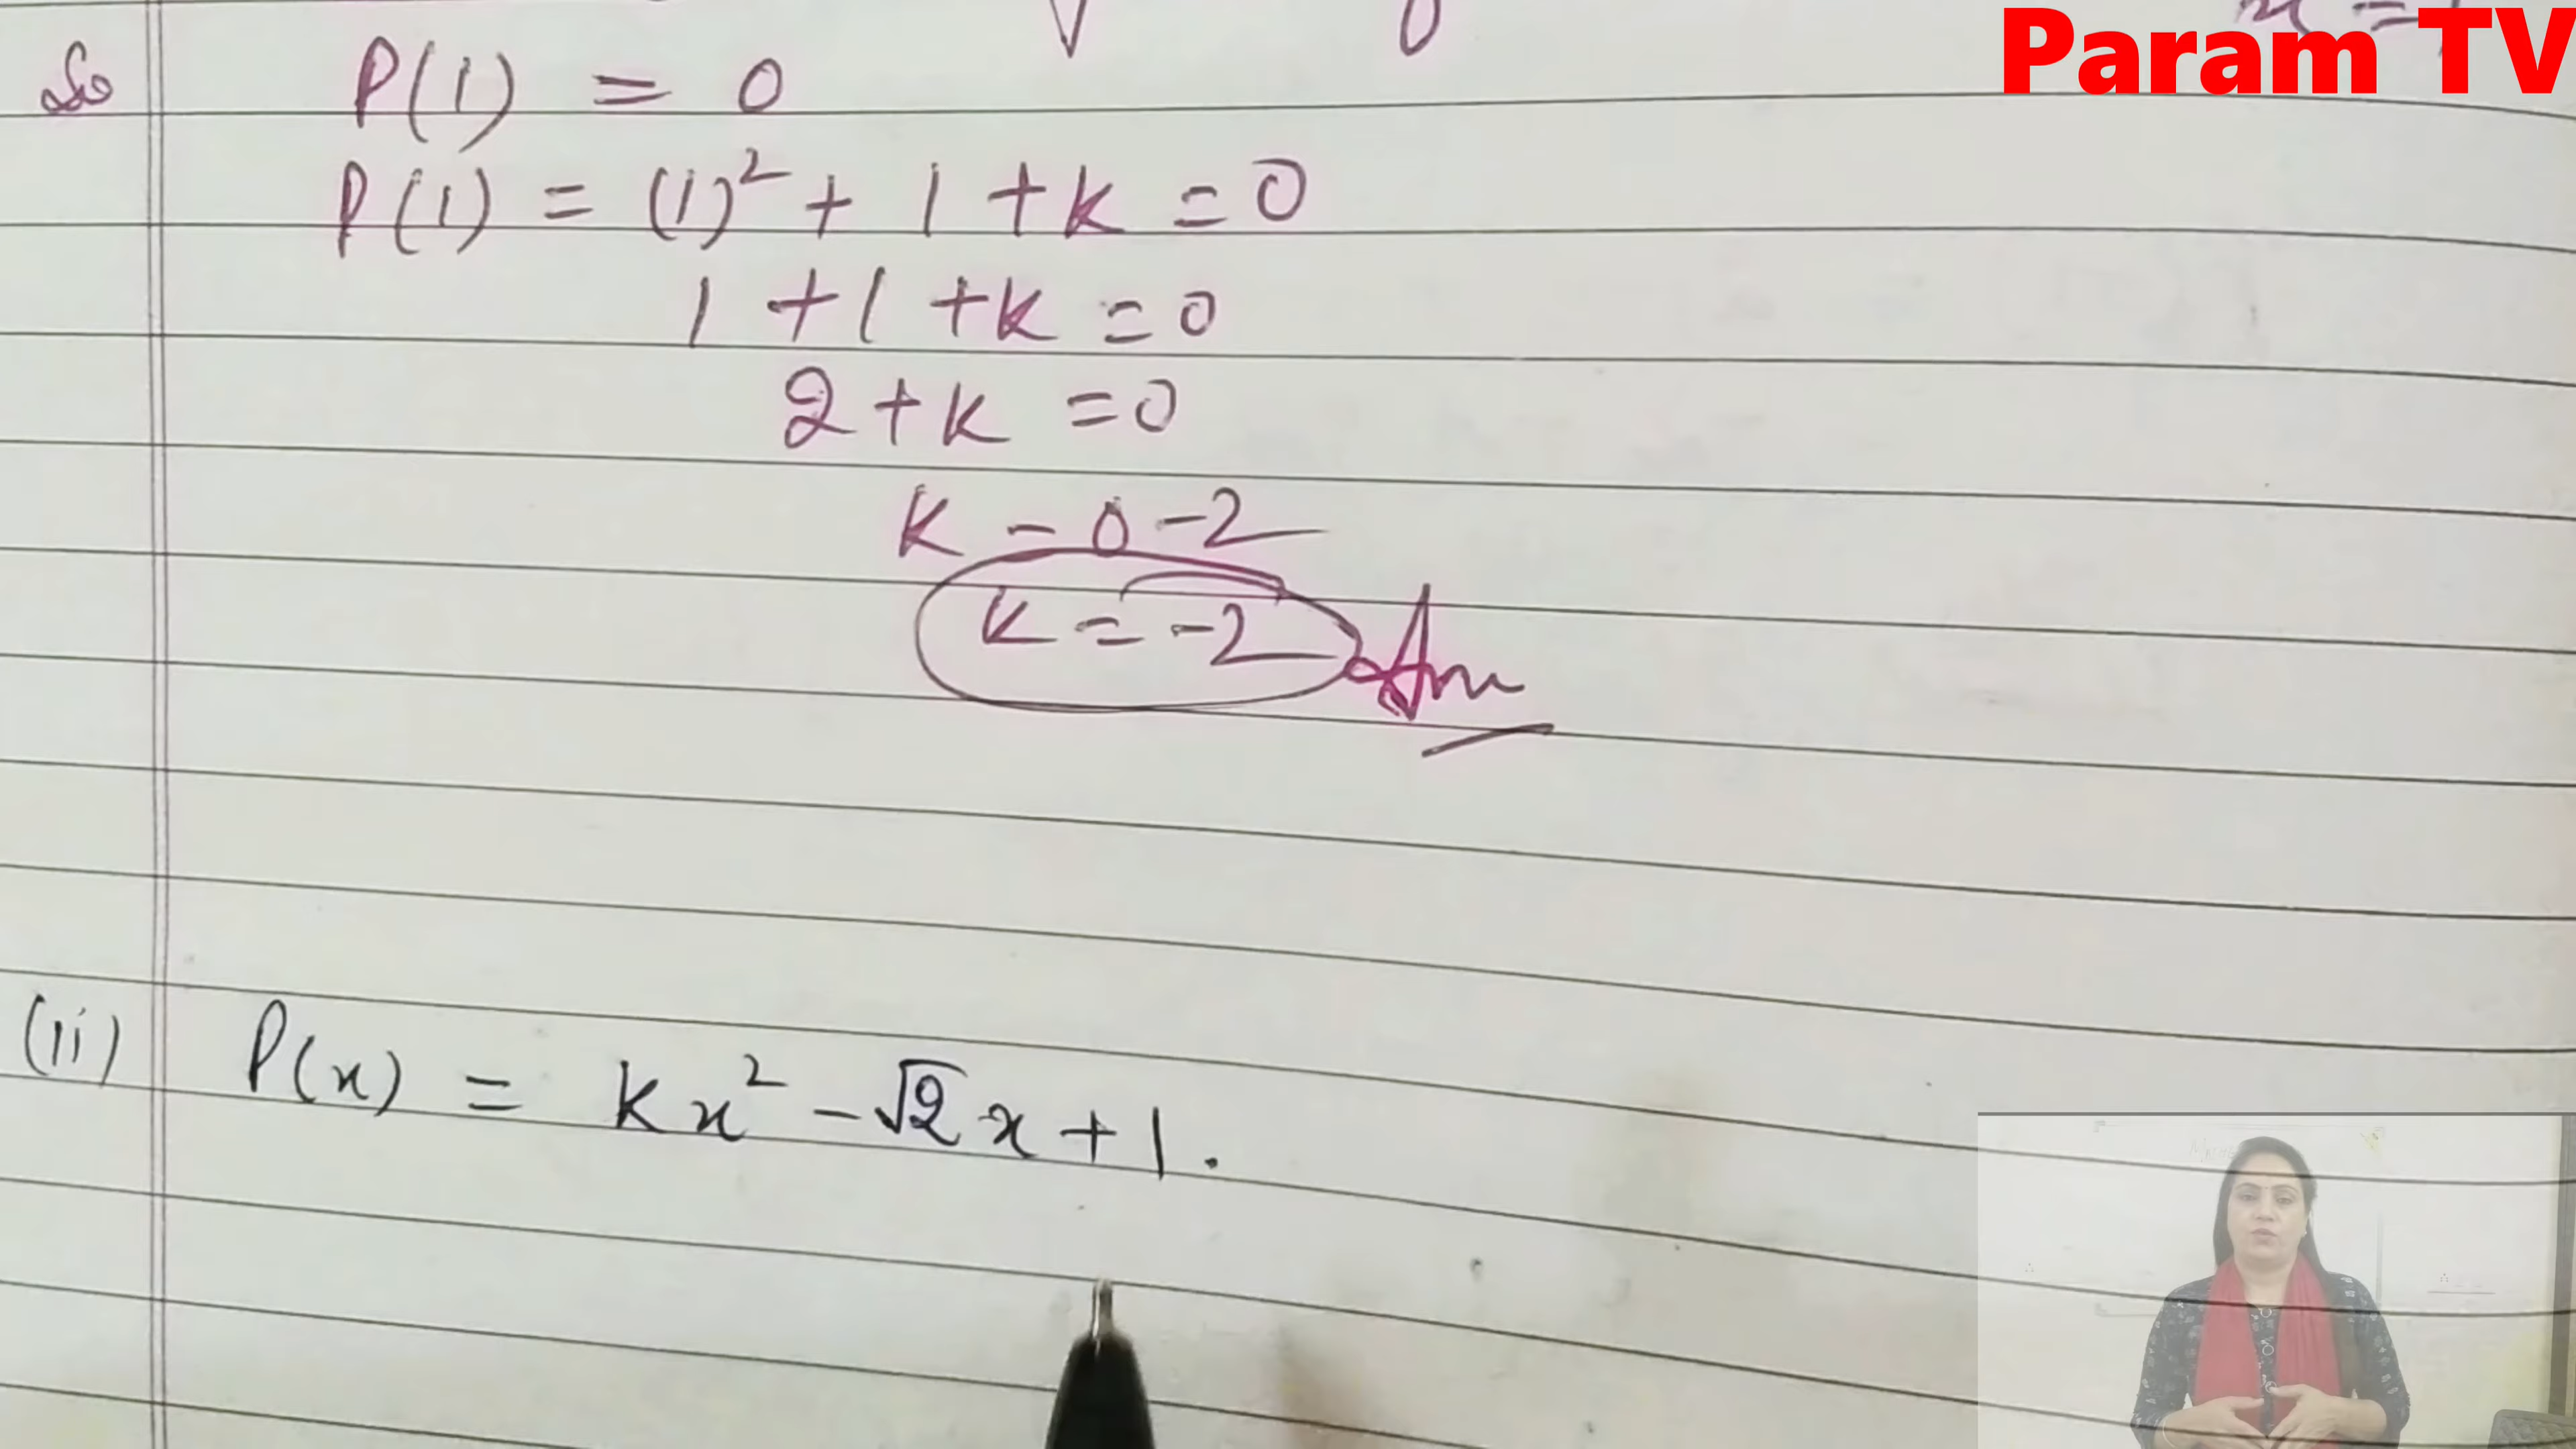 Param TV
So P(1) = 0
P(1) = (1)² + 1 + k = 0
1 + 1 + k = 0
2 + k = 0
k - 0 - 2
k = -2 Ans
(ii) P(x) = kx² - √2x + 1.